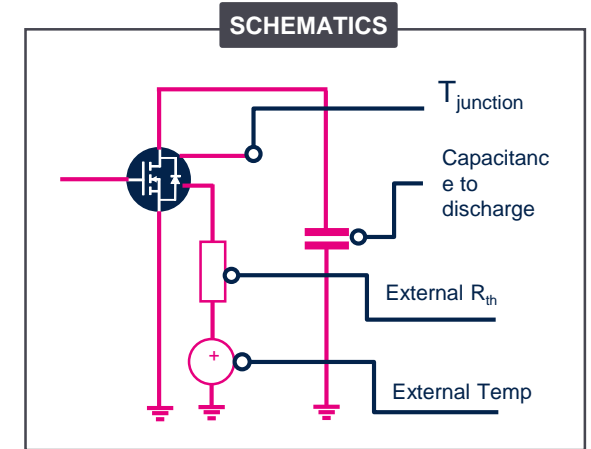 SCHEMATICS
Tjunction
Capacitanc
e to
discharge
External Rth
+
External Temp